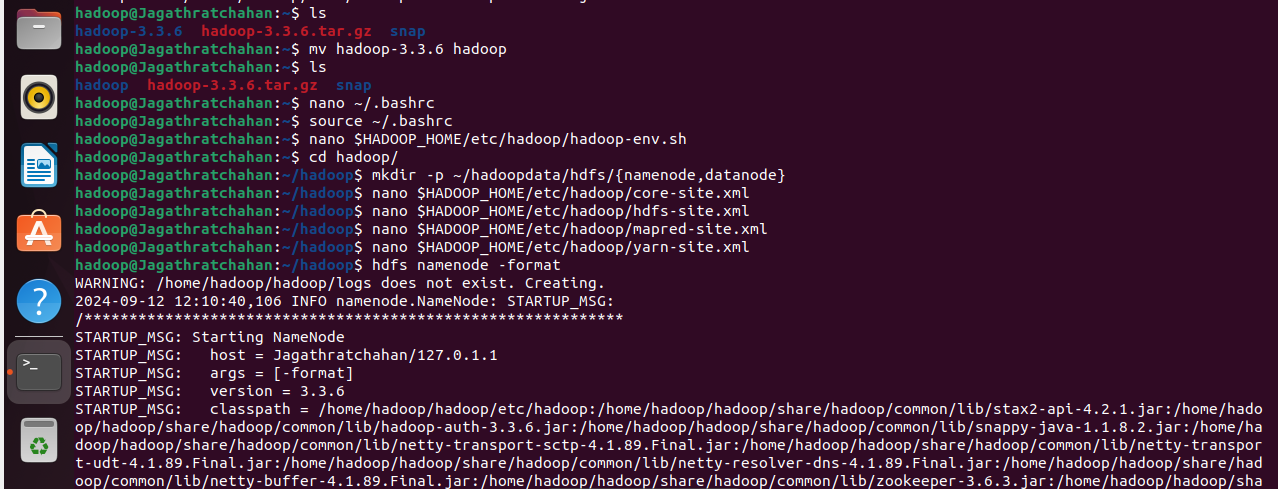 hadoop@Jagathratchahan:~$ ls
hadoop-3.3.6  hadoop-3.3.6.tar.gz  snap
hadoop@Jagathratchahan:~$ mv hadoop-3.3.6 hadoop
hadoop@Jagathratchahan:~$ ls
hadoop  hadoop-3.3.6.tar.gz  snap
hadoop@Jagathratchahan:~$ nano ~/.bashrc
hadoop@Jagathratchahan:~$ source ~/.bashrc
hadoop@Jagathratchahan:~$ nano $HADOOP_HOME/etc/hadoop/hadoop-env.sh
hadoop@Jagathratchahan:~$ cd hadoop/
hadoop@Jagathratchahan:~/hadoop$ mkdir -p ~/hadoopdata/hdfs/{namenode,datanode}
hadoop@Jagathratchahan:~/hadoop$ nano $HADOOP_HOME/etc/hadoop/core-site.xml
hadoop@Jagathratchahan:~/hadoop$ nano $HADOOP_HOME/etc/hadoop/hdfs-site.xml
hadoop@Jagathratchahan:~/hadoop$ nano $HADOOP_HOME/etc/hadoop/mapred-site.xml
hadoop@Jagathratchahan:~/hadoop$ nano $HADOOP_HOME/etc/hadoop/yarn-site.xml
hadoop@Jagathratchahan:~/hadoop$ hdfs namenode -format
WARNING: /home/hadoop/hadoop/logs does not exist. Creating.
2024-09-12 12:10:40,106 INFO namenode.NameNode: STARTUP_MSG:
/************************************************************
STARTUP_MSG: Starting NameNode
STARTUP_MSG:   host = Jagathratchahan/127.0.1.1
STARTUP_MSG:   args = [-format]
STARTUP_MSG:   version = 3.3.6
STARTUP_MSG:   classpath = /home/hadoop/hadoop/etc/hadoop:/home/hadoop/hadoop/share/hadoop/common/lib/stax2-api-4.2.1.jar:/home/hado
op/hadoop/share/hadoop/common/lib/hadoop-auth-3.3.6.jar:/home/hadoop/hadoop/share/hadoop/common/lib/snappy-java-1.1.8.2.jar:/home/ha
doop/hadoop/share/hadoop/common/lib/netty-transport-sctp-4.1.89.Final.jar:/home/hadoop/hadoop/share/hadoop/common/lib/netty-transpor
t-udt-4.1.89.Final.jar:/home/hadoop/hadoop/share/hadoop/common/lib/netty-resolver-dns-4.1.89.Final.jar:/home/hadoop/hadoop/share/had
oop/common/lib/netty-buffer-4.1.89.Final.jar:/home/hadoop/hadoop/share/hadoop/common/lib/zookeeper-3.6.3.jar:/home/hadoop/hadoop/sha